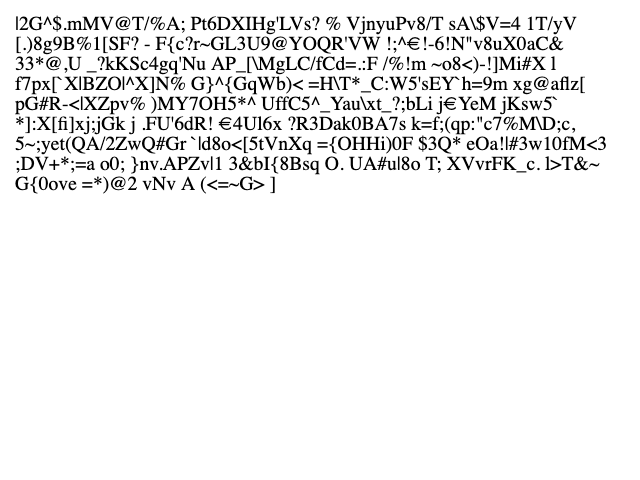 |2G^$.mMV@T/%A; Pt6DXIHg'LVs? % VjnyuPv8/T sA\$V=4 1T/yV
[.)8g9B%1[SF? - F{c?r~GL3U9@YOQR'VW !;^€!-6!N"v8uX0aC&
33*@,U _?kKSc4gq'Nu AP_[\MgLC/fCd=.:F /%!m ~o8<)-!]Mi#X l
f7px[`X|BZO|^X]N% G}^{GqWb)< =H\T*_C:W5'sEY`h=9m xg@aflz[
pG#R-<lXZpv% )MY7OH5*^ UffC5^_Yau\xt_?;bLi j€YeM jKsw5`
*]:X[fi]xj;jGk j .FU'6dR! €4Ul6x ?R3Dak0BA7s k=f;(qp:"c7%M\D;c,
5~;yet(QA/2ZwQ#Gr `|d8o<[5tVnXq ={OHHi)0F $3Q* eOa!l#3w10fM<3
;DV+*;=a o0; }nv.APZv|1 3&bI{8Bsq O. UA#u|8o T; XVvrFK_c. l>T&~
G{0ove =*)@2 vNv A (<=~G> ]